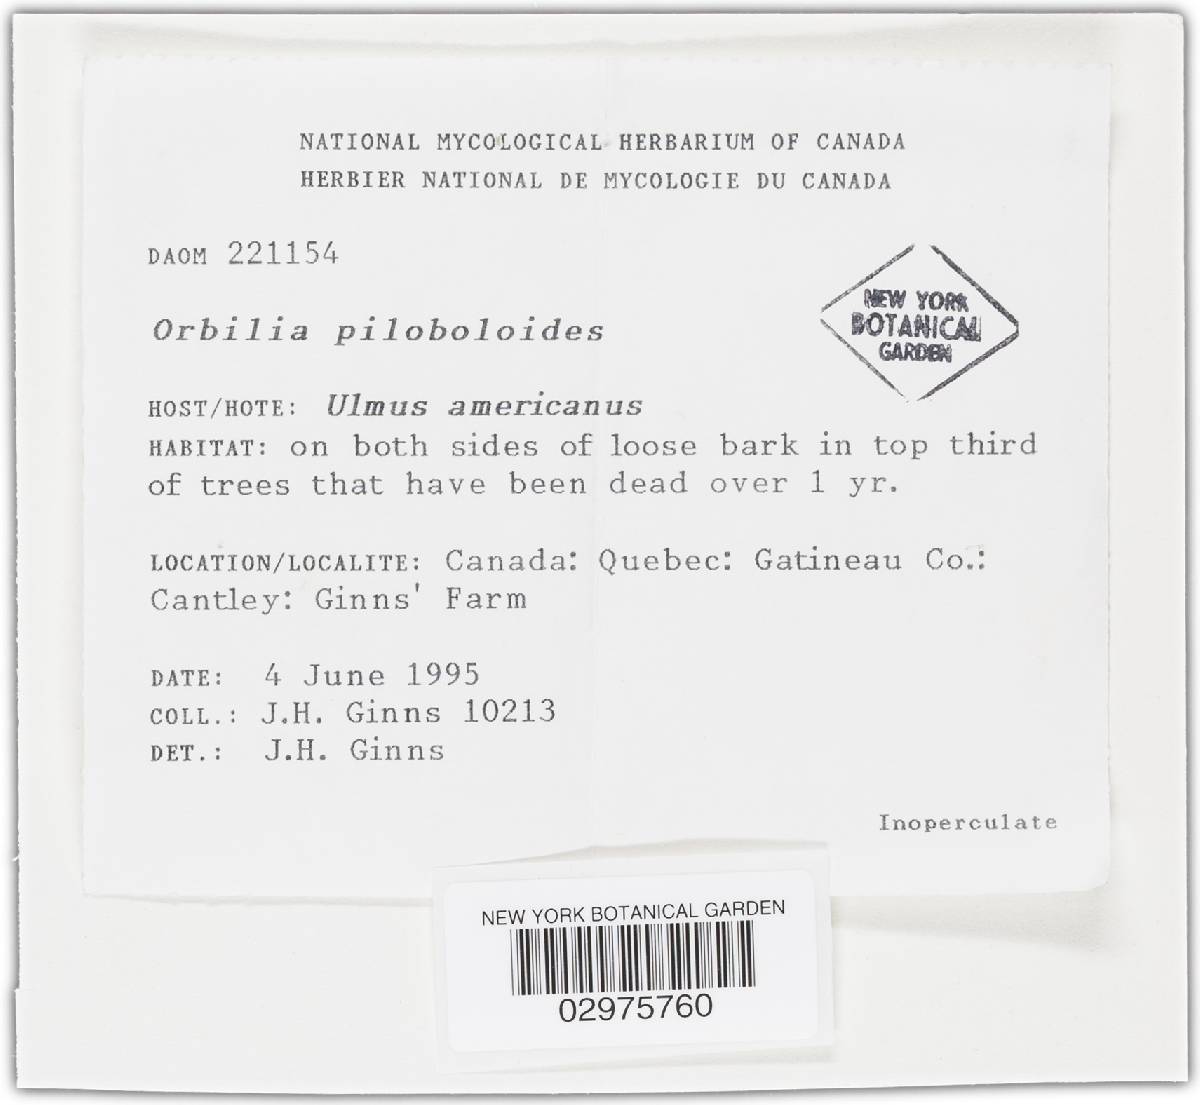 NATIONAL MYCOLOGICAL HERBARIUM OF CANADA
HERBIER NATIONAL DE MYCOLOGIE DU CANADA
DAOM 221154
NEW YORK
BOTANICAL
GARDEN
Orbilia piloboloides
HOST/HOTE: Ulmus americanus
HABITAT: on both sides of loose bark in top third
of trees that have been dead over 1 yr.
LOCATION/LOCALITE: Canada: Quebec: Gatineau Co.:
Cantley: Ginns' Farm
DATE: 4 June 1995
COLL.: J.H. Ginns 10213
DET.: J.H. Ginns
Inoperculate
NEW YORK BOTANICAL GARDEN
02975760